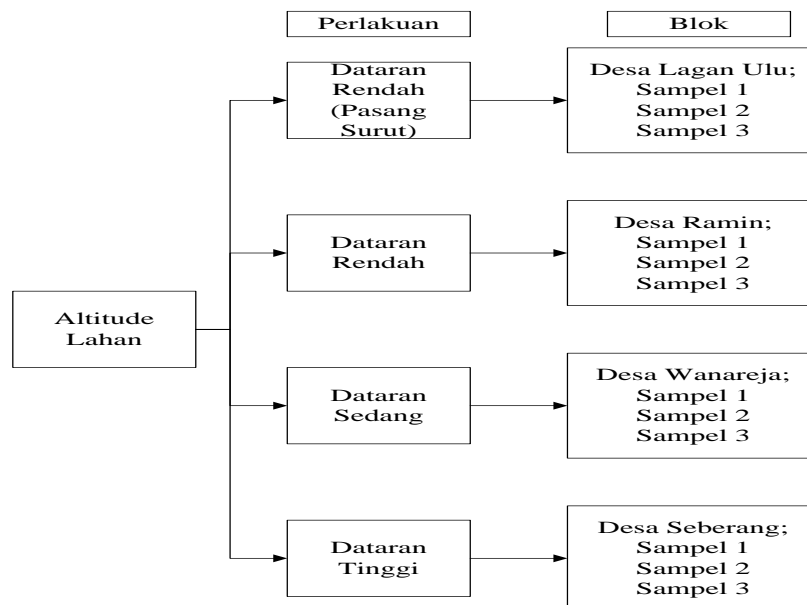 Perlakuan
Blok
Altitude
Lahan
Dataran
Rendah
(Pasang
Surut)
Desa Lagan Ulu;
Sampel 1
Sampel 2
Sampel 3
Dataran
Rendah
Desa Ramin;
Sampel 1
Sampel 2
Sampel 3
Dataran
Sedang
Desa Wanareja;
Sampel 1
Sampel 2
Sampel 3
Dataran
Tinggi
Desa Seberang;
Sampel 1
Sampel 2
Sampel 3